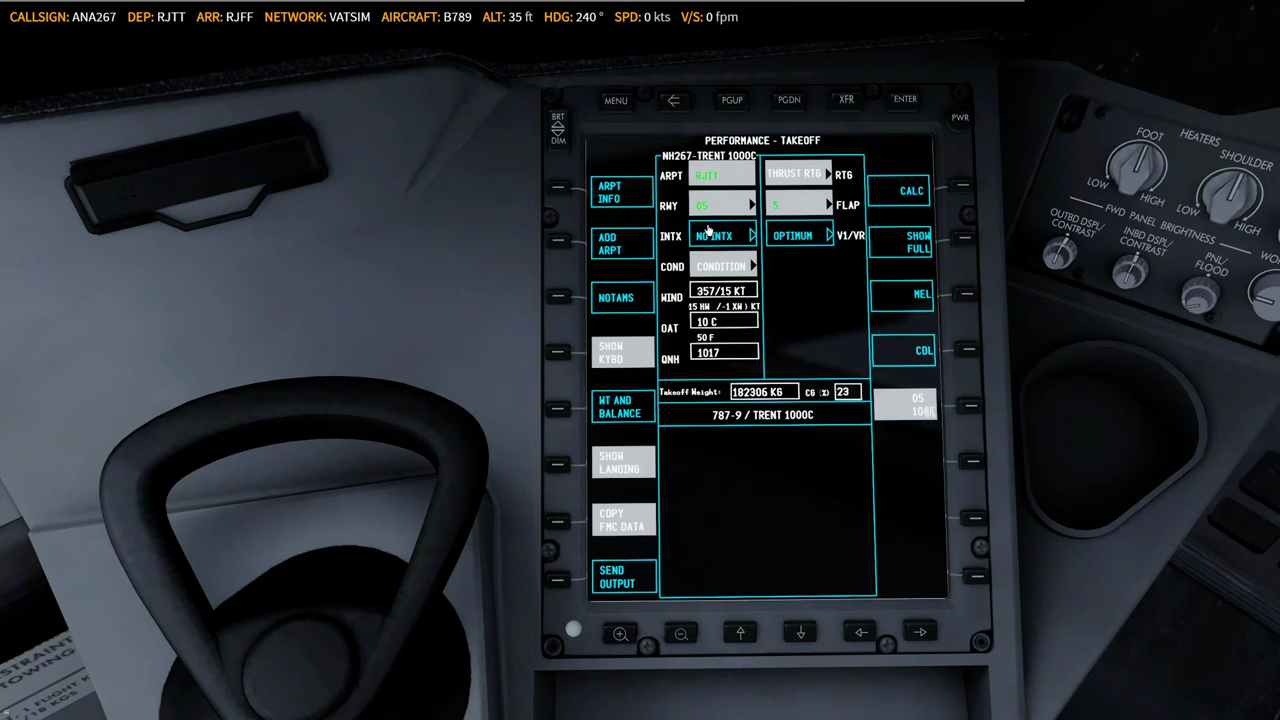 CALLSIGN: ANA267 DEP: RJTT ARR: RJFF NETWORK: VATSIM AIRCRAFT: B789 ALT: 35 ft HDG: 240 ° SPD: 0 kts V/S: 0 fpm
MENU PGUP PGDN XFR ENTER
BRT
DIM
PWR
PERFORMANCE - TAKEOFF
NH267-TRENT 1000C
ARPT RJTT THRUST RTG RTG
RWY 05 5 FLAP
INTX NO INTX OPTIMUM V1/VR
COND CONDITION
WIND 357/15 KT
OAT 10 C
50 F
QNH 1017
Takeoff Weight: 182306 KG CG (%) 23
787-9 / TRENT 1000C
ARPT
INFO
ADD
ARPT
NOTAMS
SHOW
KYBD
WT AND
BALANCE
SHOW
LANDING
COPY
FMC DATA
SEND
OUTPUT
CALC
SHOW
FULL
MEL
CDL
05
HEATERS
FOOT
SHOULDER
LOW
HIGH
LOW
HIGH
FWD PANEL BRIGHTNESS
OUTBD DSPL/
CONTRAST
INBD DSPL/
CONTRAST
PNL/
FLOOD
TOWING